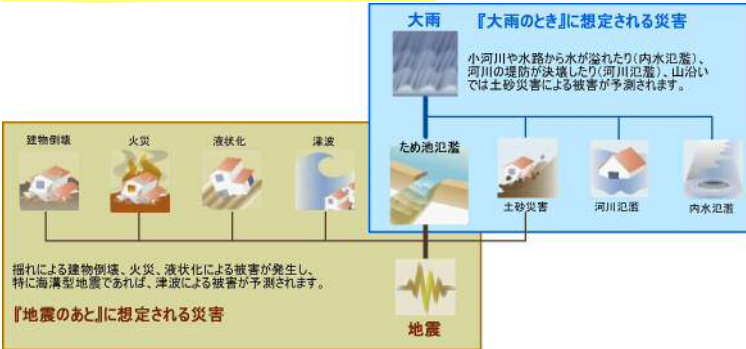 大雨
『大雨のとき』に想定される災害
小河川や水路から水が溢れたり(内水氾濫)、
河川の堤防が決壊したり(河川氾濫)、山沿い
では土砂災害による被害が予測されます。
建物倒壊
火災
液状化
津波
ため池氾濫
土砂災害
河川氾濫
内水氾濫
揺れによる建物倒壊、火災、液状化による被害が発生し、
特に海溝型地震であれば、津波による被害が予測されます。
『地震のあと』に想定される災害
地震